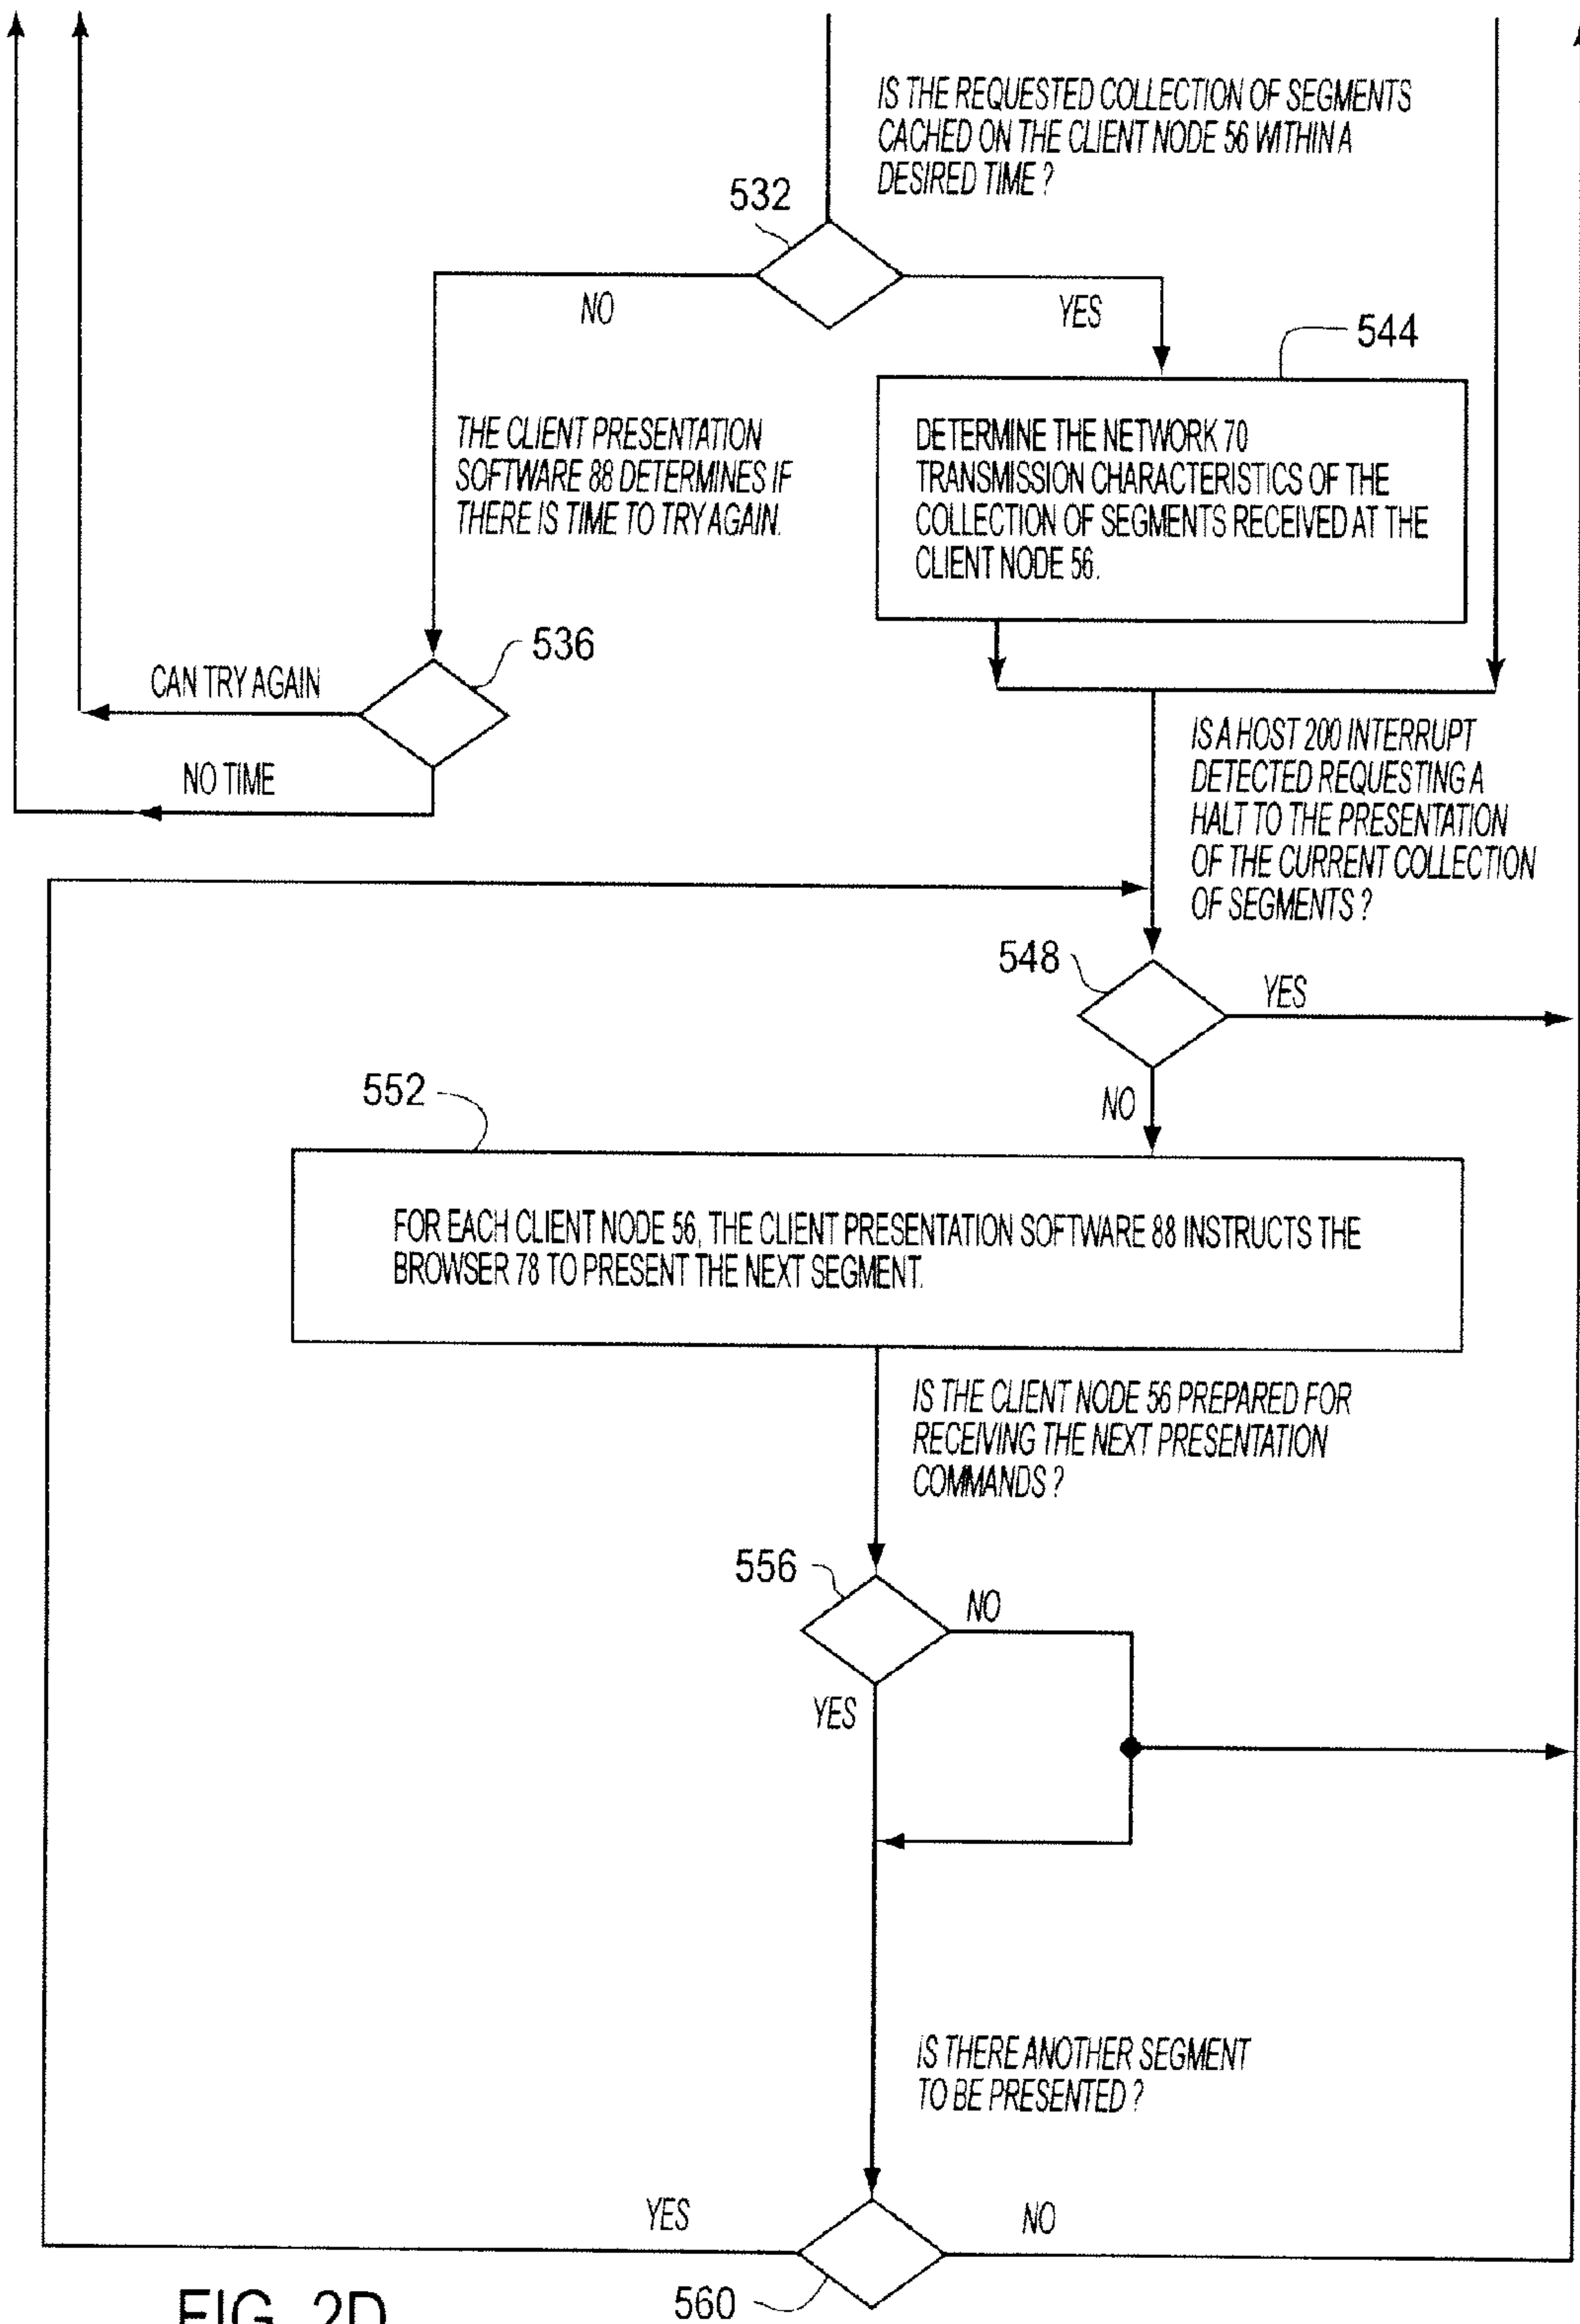 IS THE REQUESTED COLLECTION OF SEGMENTS
CACHED ON THE CLIENT NODE 56 WITHIN A
DESIRED TIME ?
532
NO
YES
544
THE CLIENT PRESENTATION
SOFTWARE 88 DETERMINES IF
THERE IS TIME TO TRY AGAIN.
DETERMINE THE NETWORK 70
TRANSMISSION CHARACTERISTICS OF THE
COLLECTION OF SEGMENTS RECEIVED AT THE
CLIENT NODE 56.
536
CAN TRY AGAIN
NO TIME
IS A HOST 200 INTERRUPT
DETECTED REQUESTING A
HALT TO THE PRESENTATION
OF THE CURRENT COLLECTION
OF SEGMENTS ?
548
YES
NO
552
FOR EACH CLIENT NODE 56, THE CLIENT PRESENTATION SOFTWARE 88 INSTRUCTS THE
BROWSER 78 TO PRESENT THE NEXT SEGMENT.
IS THE CLIENT NODE 56 PREPARED FOR
RECEIVING THE NEXT PRESENTATION
COMMANDS ?
556
NO
YES
IS THERE ANOTHER SEGMENT
TO BE PRESENTED ?
YES
NO
560
FIG. 2D